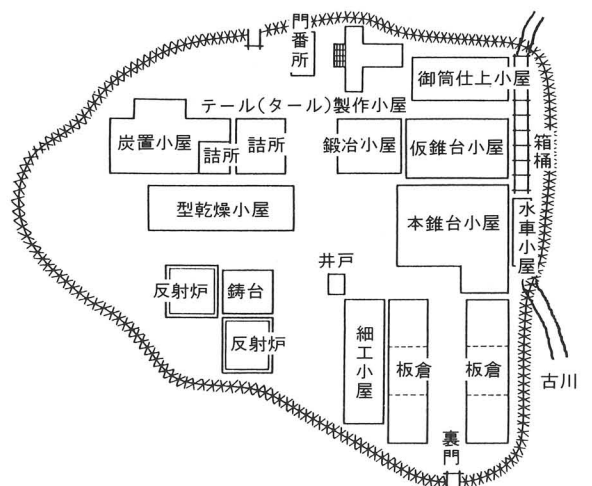 門番所
御筒仕上小屋
テール(タール)製作小屋
炭置小屋
詰所
詰所
鍛冶小屋
仮錐台小屋
箱桶
型乾燥小屋
本錐台小屋
水車小屋
井戸
反射炉
鋳台
反射炉
細工小屋
板倉
板倉
古川
裏門